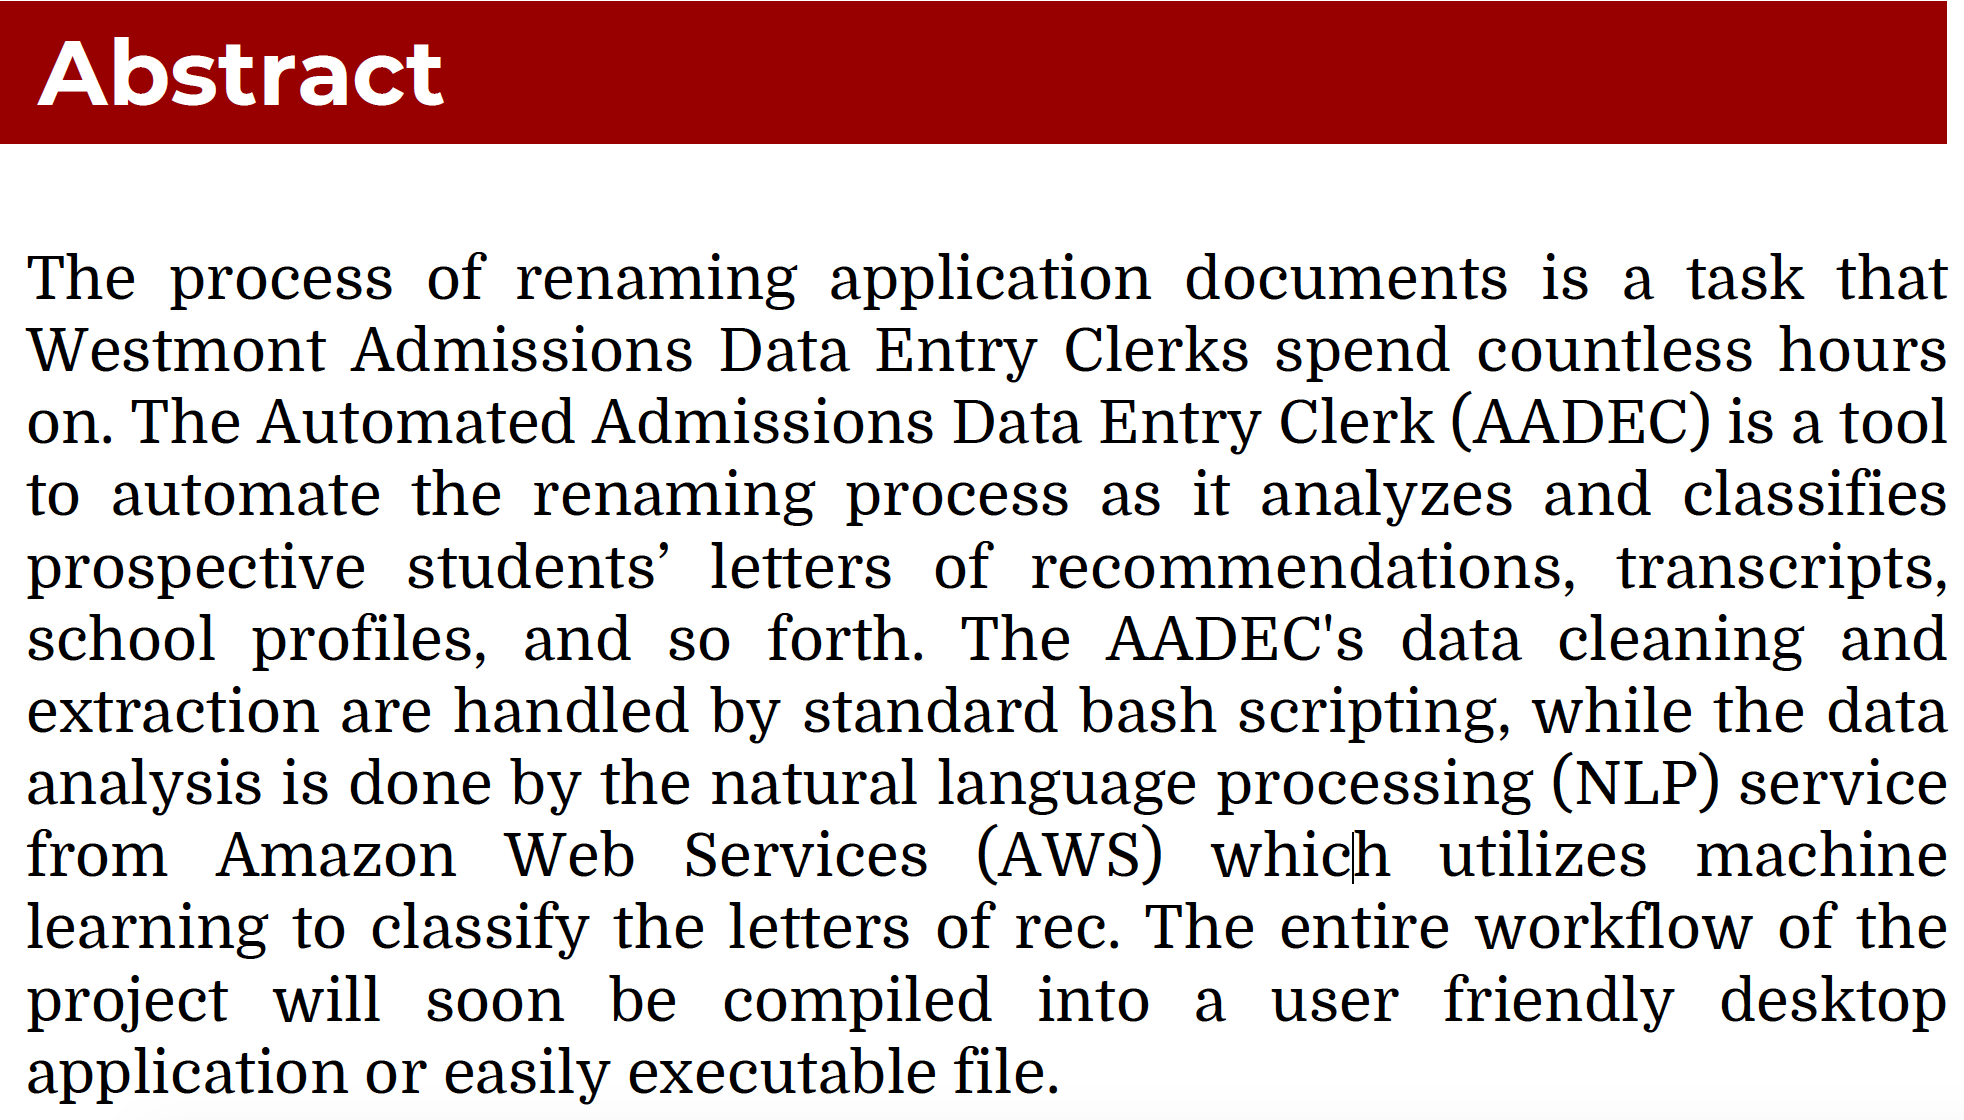 Abstract
The process of renaming application documents is a task that
Westmont Admissions Data Entry Clerks spend countless hours
on. The Automated Admissions Data Entry Clerk (AADEC) is a tool
to automate the renaming process as it analyzes and classifies
prospective students’ letters of recommendations, transcripts,
school profiles, and so forth. The AADEC's data cleaning and
extraction are handled by standard bash scripting, while the data
analysis is done by the natural language processing (NLP) service
from Amazon Web Services (AWS) which utilizes machine
learning to classify the letters of rec. The entire workflow of the
project will soon be compiled into a user friendly desktop
application or easily executable file.